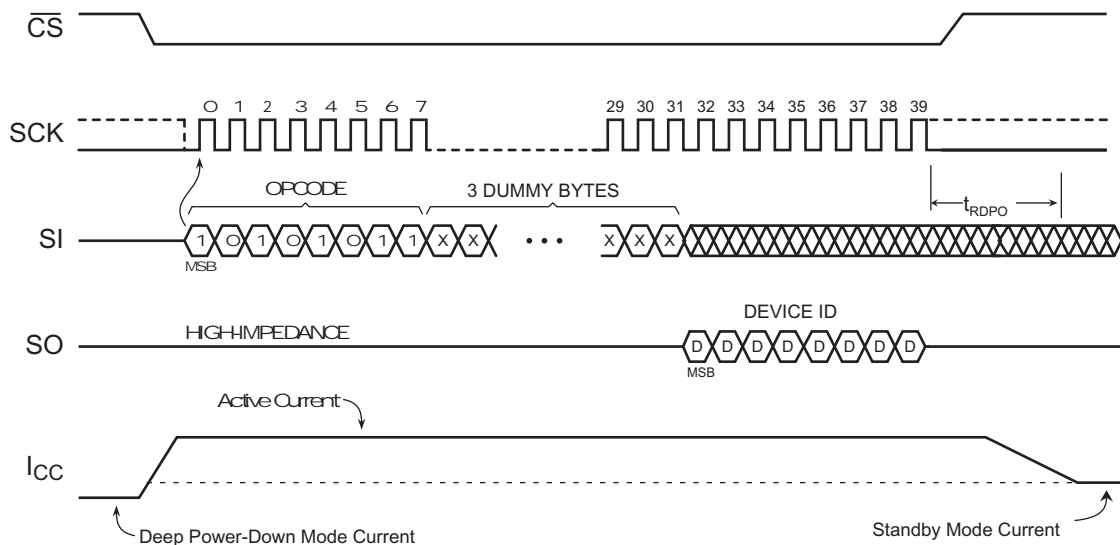 CS
0 1 2 3 4 5 6 7
29 30 31 32 33 34 35 36 37 38 39
SCK
OPCODE
3 DUMMY BYTES
tRDPO
SI
1 0 1 0 1 0 1 1 X X • • • X X X
MSB
DEVICE ID
HIGH-IMPEDANCE
SO
D D D D D D D D
MSB
Active Current
ICC
Deep Power-Down Mode Current
Standby Mode Current